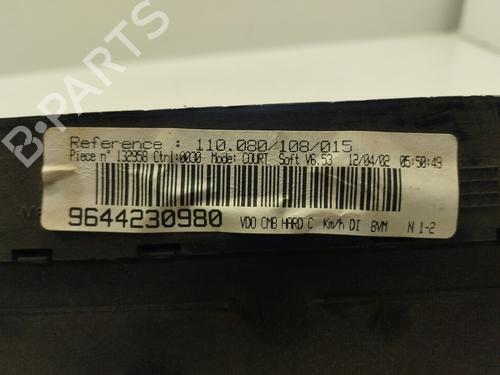 B-PARTS
Reference : 110.080/108/015
Piece n° 132958 Ctrl:0030 Mode: COURT Soft V6.53 12/04/02 05:50:49
9644230980 VDO CMB HARD C Km/h DI BVM N 1-2